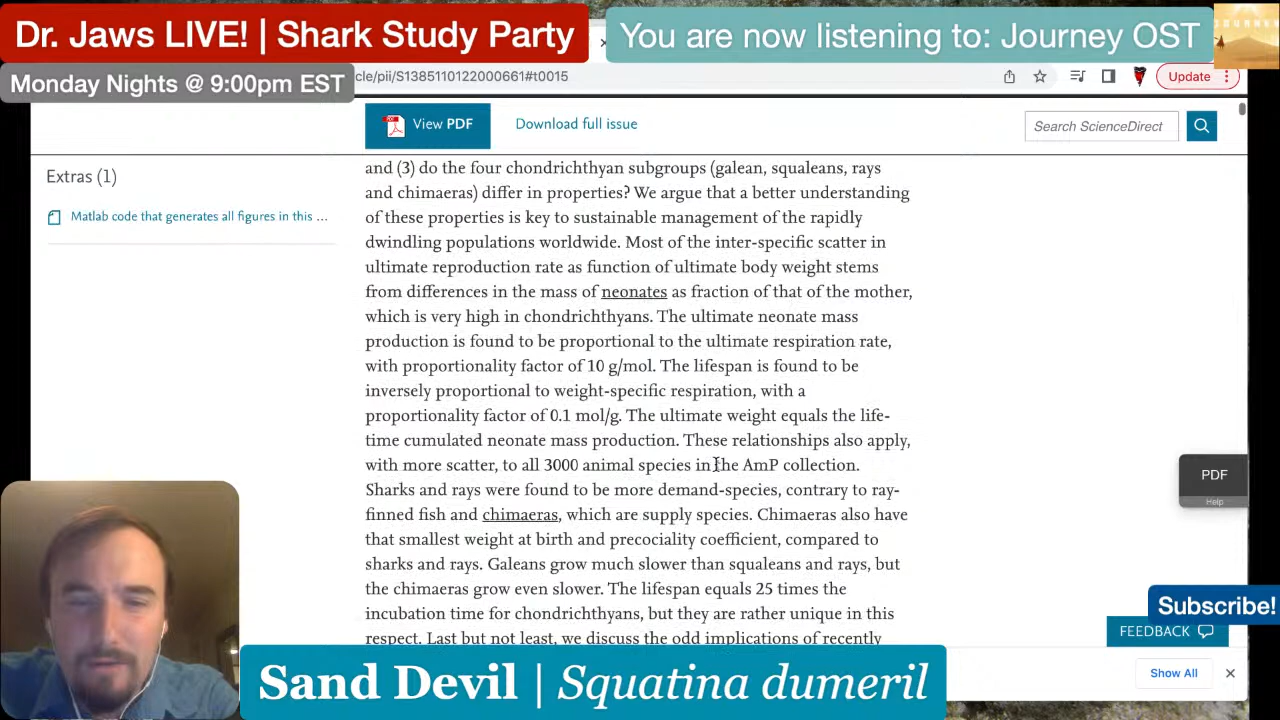 Dr. Jaws LIVE! | Shark Study Party
You are now listening to: Journey OST
Monday Nights @ 9:00pm EST
cle/pii/S1385110122000661#t0015
Update
View PDF
Download full issue
Search ScienceDirect
Extras (1)
Matlab code that generates all figures in this ...
and (3) do the four chondrichthyan subgroups (galean, squaleans, rays
and chimaeras) differ in properties? We argue that a better understanding
of these properties is key to sustainable management of the rapidly
dwindling populations worldwide. Most of the inter-specific scatter in
ultimate reproduction rate as function of ultimate body weight stems
from differences in the mass of neonates as fraction of that of the mother,
which is very high in chondrichthyans. The ultimate neonate mass
production is found to be proportional to the ultimate respiration rate,
with proportionality factor of 10 g/mol. The lifespan is found to be
inversely proportional to weight-specific respiration, with a
proportionality factor of 0.1 mol/g. The ultimate weight equals the life-
time cumulated neonate mass production. These relationships also apply,
with more scatter, to all 3000 animal species in the AmP collection.
Sharks and rays were found to be more demand-species, contrary to ray-
finned fish and chimaeras, which are supply species. Chimaeras also have
that smallest weight at birth and precociality coefficient, compared to
sharks and rays. Galeans grow much slower than squaleans and rays, but
the chimaeras grow even slower. The lifespan equals 25 times the
incubation time for chondrichthyans, but they are rather unique in this
respect. Last but not least, we discuss the odd implications of recently
PDF
Help
Subscribe!
FEEDBACK
Show All
Sand Devil | Squatina dumeril